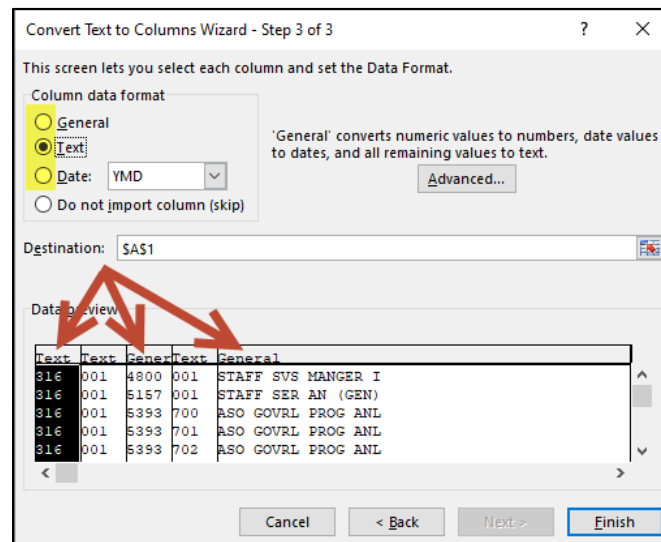 Convert Text to Columns Wizard - Step 3 of 3 ? X
This screen lets you select each column and set the Data Format.
Column data format
General
Text
Date: YMD
Do not import column (skip)
'General' converts numeric values to numbers, date values
to dates, and all remaining values to text.
Advanced...
Destination: $A$1
Data preview
Text Text Gener Text General
316 001 4800 001 STAFF SVS MANGER I
316 001 5157 001 STAFF SER AN (GEN)
316 001 5393 700 ASO GOVRL PROG ANL
316 001 5393 701 ASO GOVRL PROG ANL
316 001 5393 702 ASO GOVRL PROG ANL
Cancel < Back Next > Finish